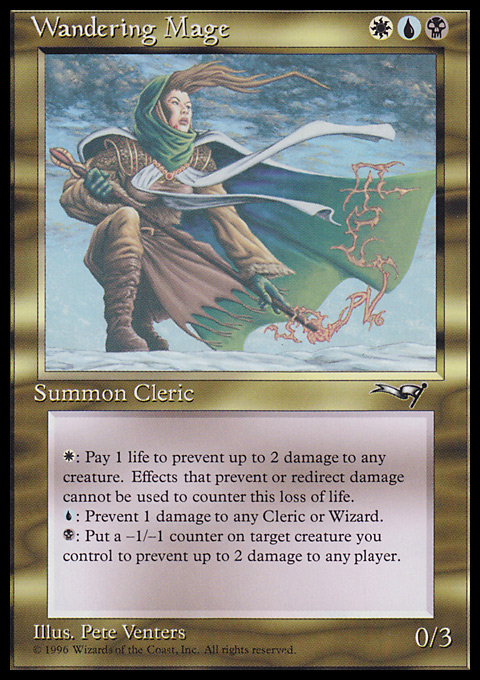 Wandering Mage
PV 96
Summon Cleric
: Pay 1 life to prevent up to 2 damage to any
creature. Effects that prevent or redirect damage
cannot be used to counter this loss of life.
: Prevent 1 damage to any Cleric or Wizard.
: Put a –1/–1 counter on target creature you
control to prevent up to 2 damage to any player.
Illus. Pete Venters
0/3
© 1996 Wizards of the Coast, Inc. All rights reserved.